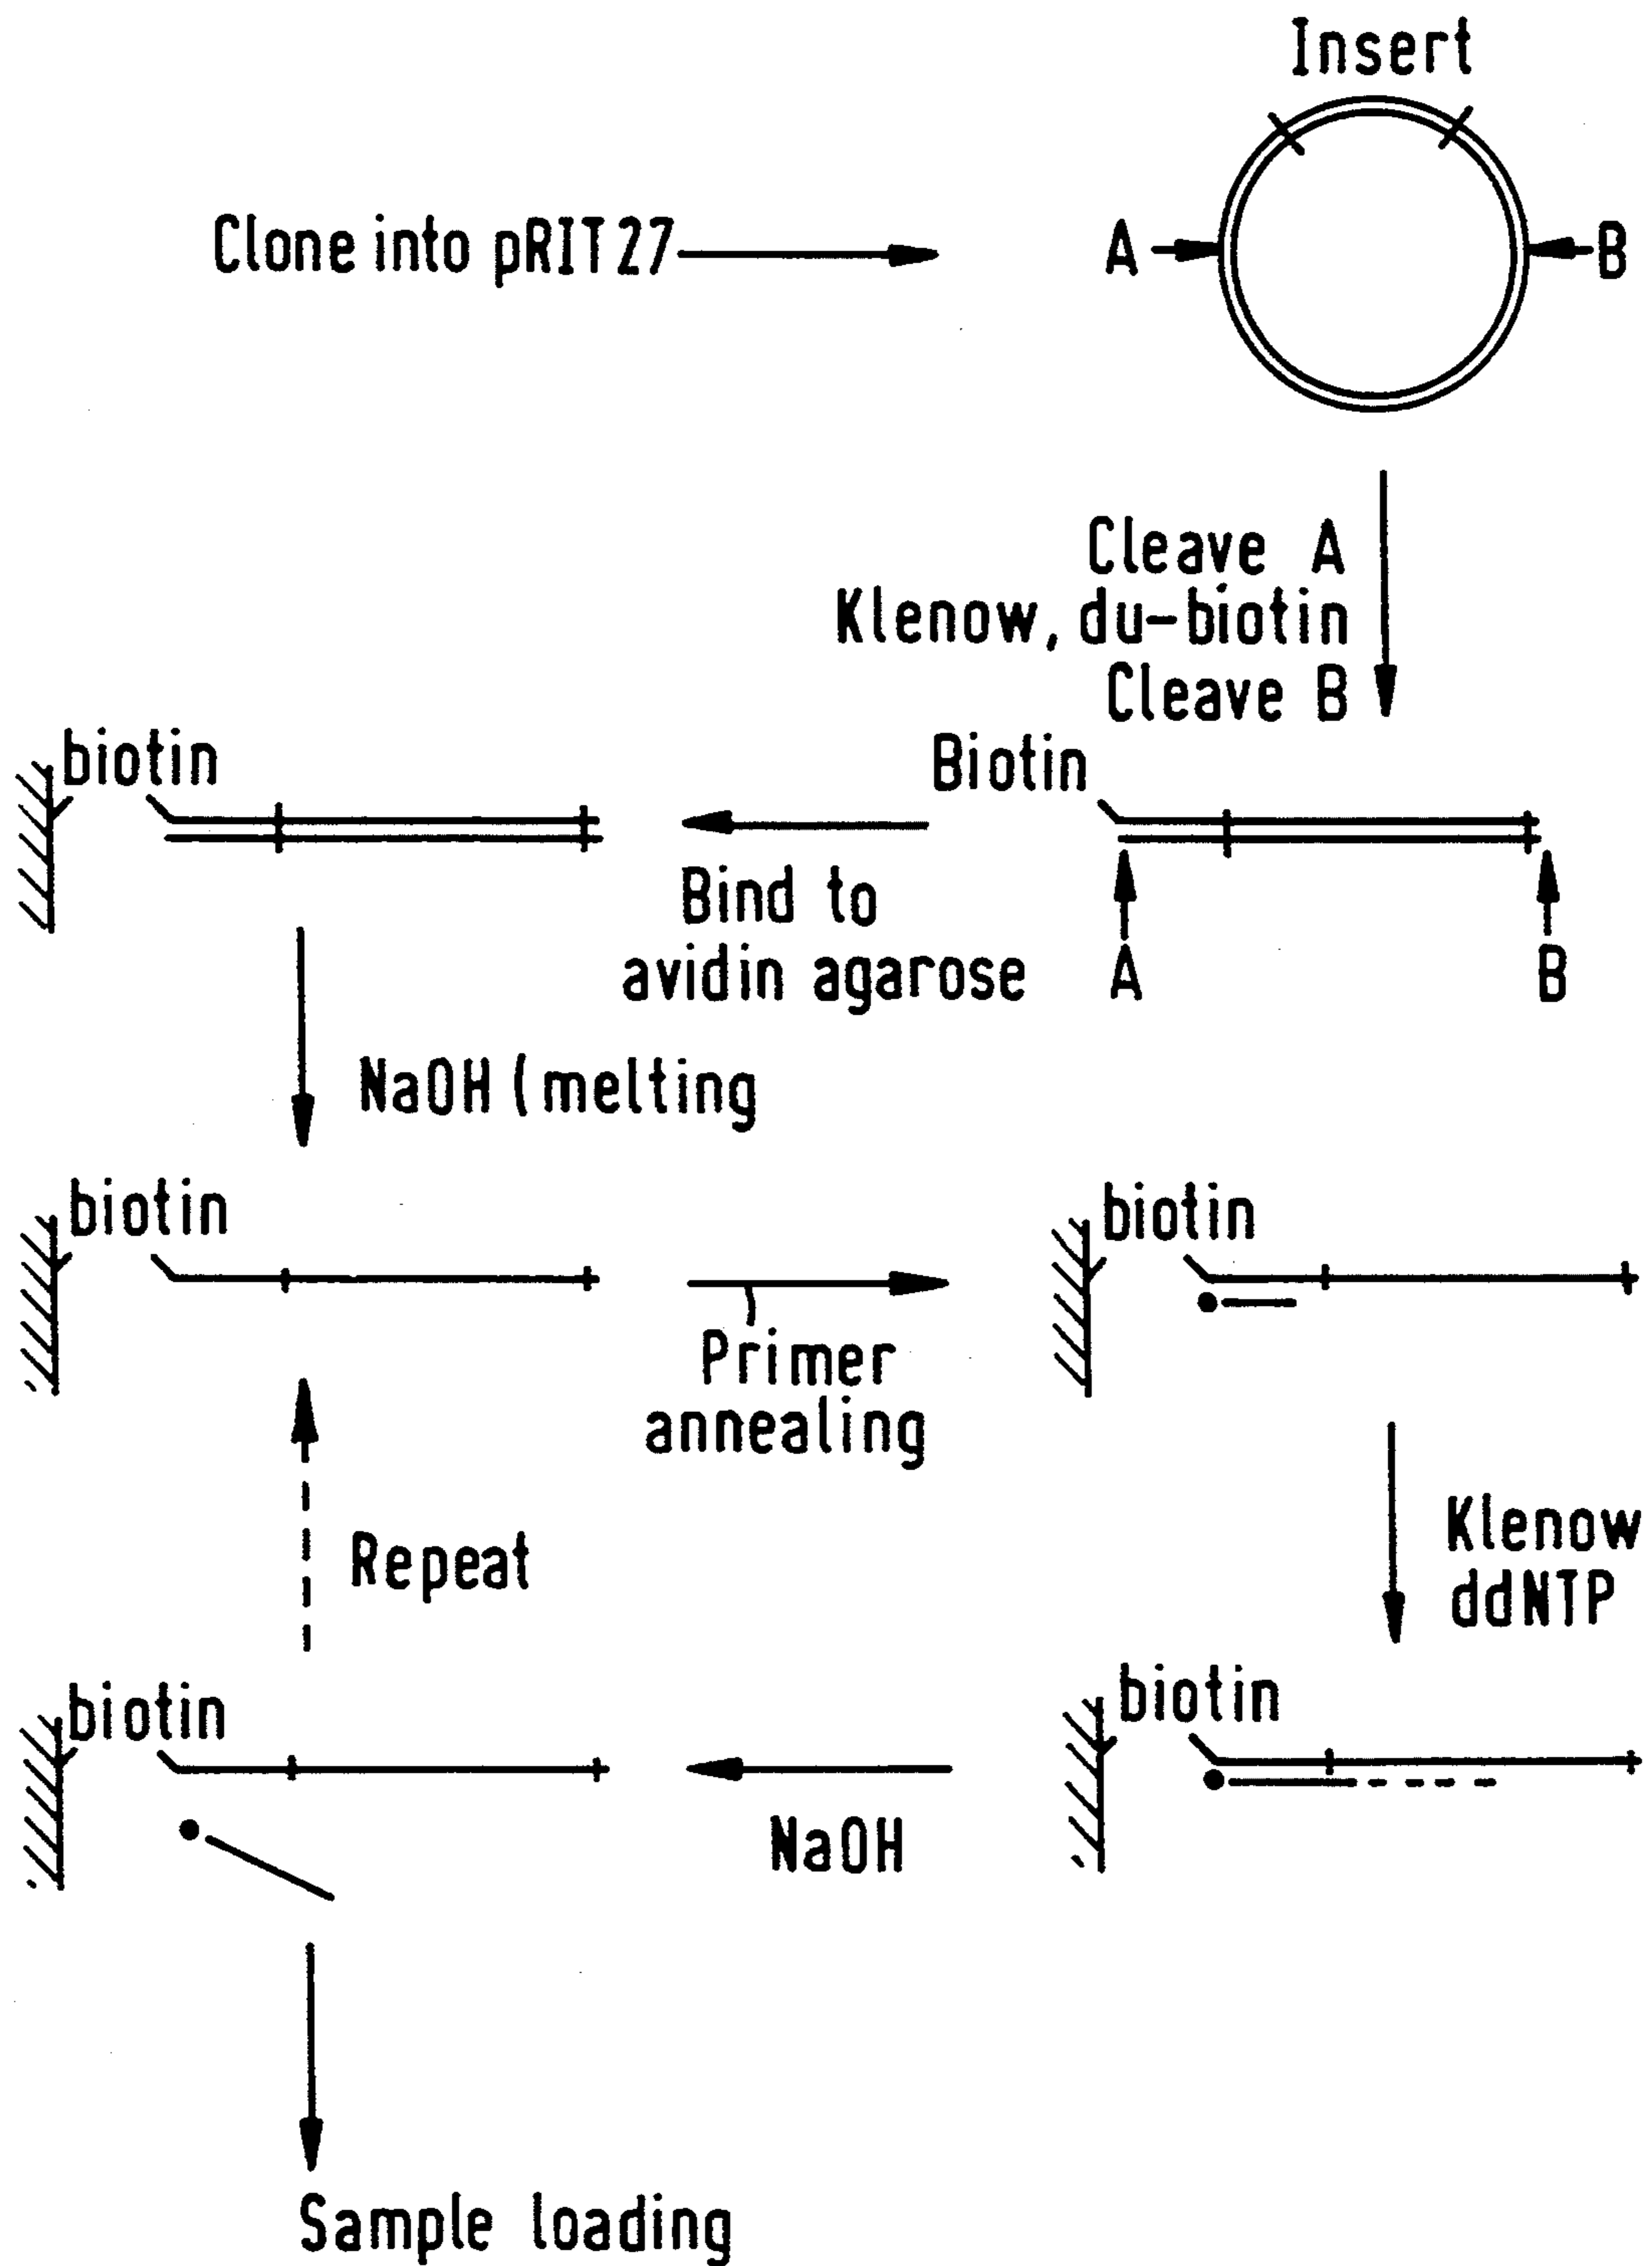 Insert
Clone into pRIT27
A
B
Cleave A
Klenow, du-biotin
Cleave B
biotin
Biotin
Bind to
avidin agarose
A
B
NaOH (melting
biotin
biotin
Primer
annealing
Repeat
Klenow
ddNTP
biotin
biotin
NaOH
Sample loading